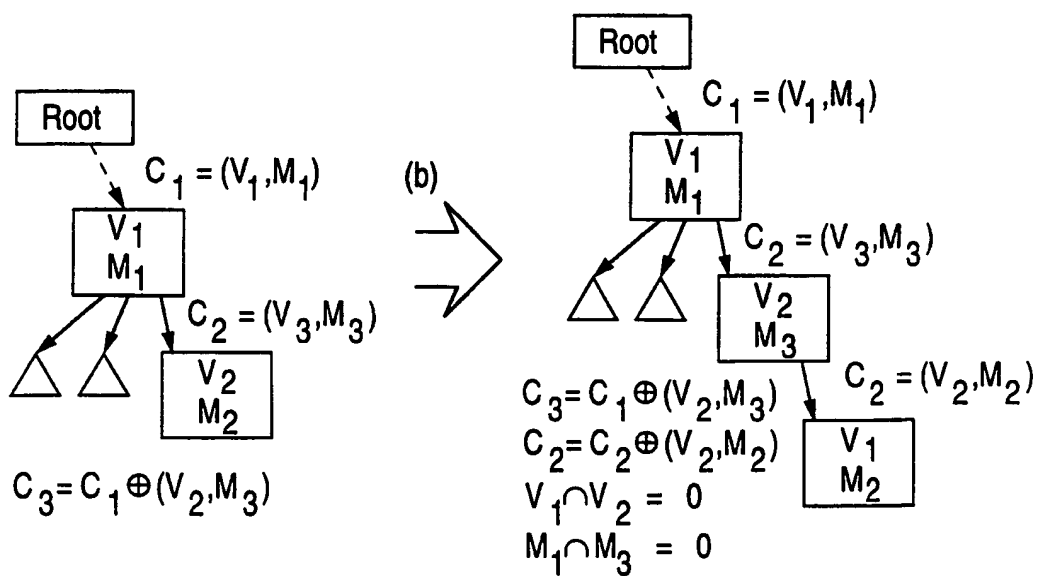 Root
C₁ = (V₁,M₁)
V₁
M₁
C₂ = (V₃,M₃)
V₂
M₂
C₃= C₁⊕(V₂,M₃)
(b)
Root
C₁ = (V₁,M₁)
V₁
M₁
C₂ = (V₃,M₃)
V₂
M₃
C₂ = (V₂,M₂)
V₁
M₂
C₃= C₁⊕(V₂,M₃)
C₂= C₂⊕(V₂,M₂)
V₁∩V₂ = 0
M₁∩M₃ = 0